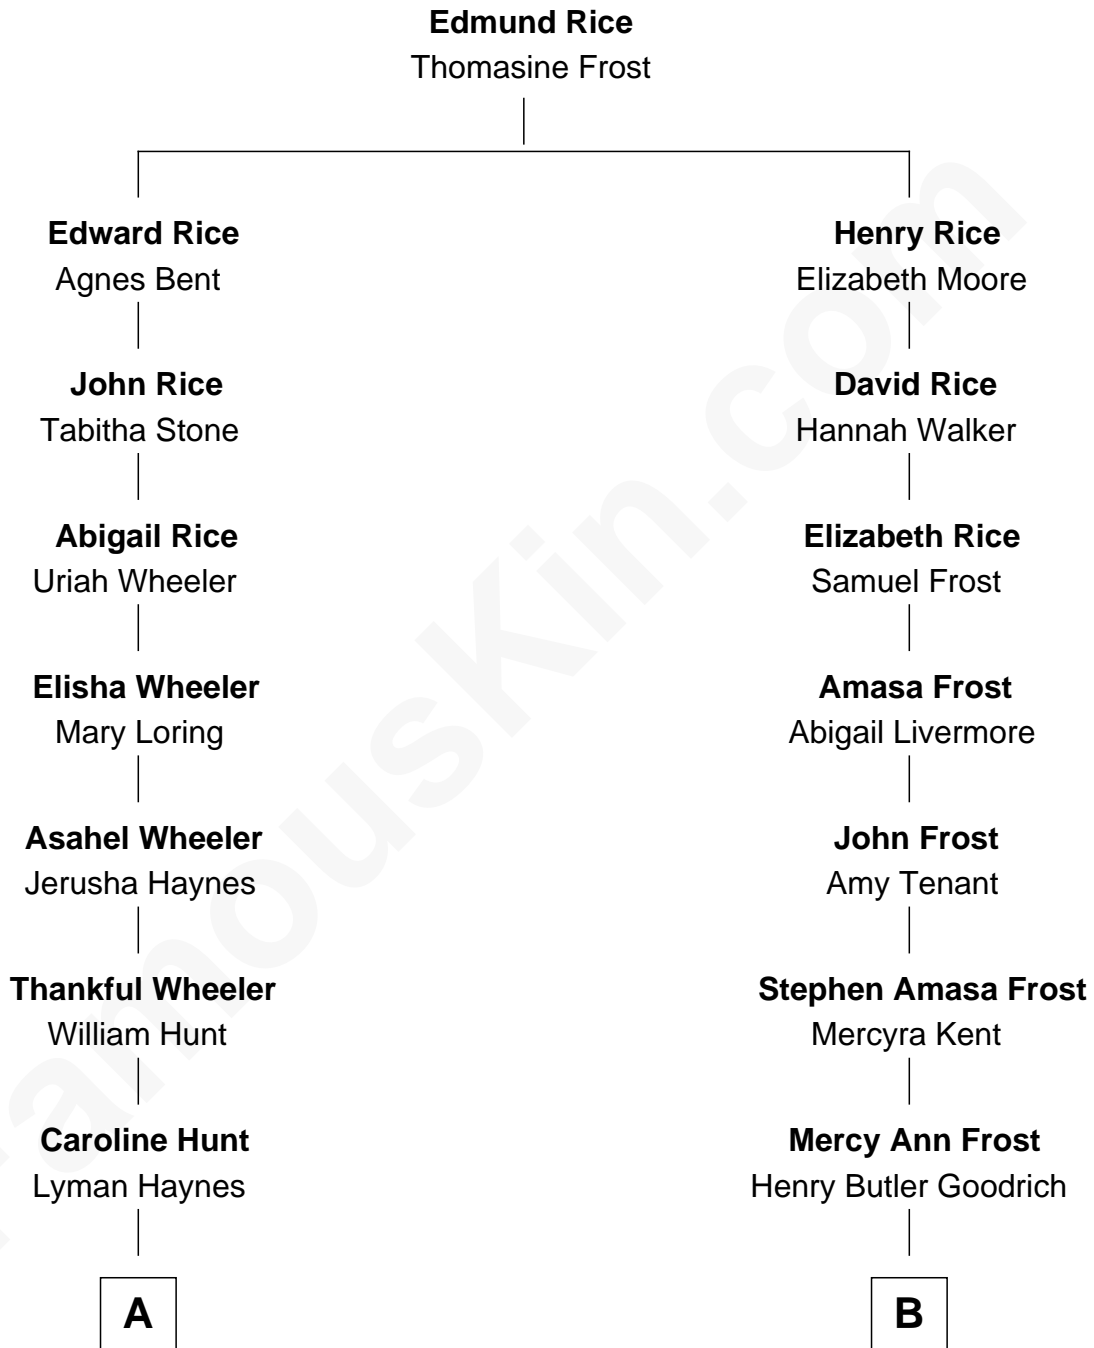 Edmund Rice
Thomasine Frost
Edward Rice
Agnes Bent
Henry Rice
Elizabeth Moore
John Rice
Tabitha Stone
David Rice
Hannah Walker
Abigail Rice
Uriah Wheeler
Elizabeth Rice
Samuel Frost
Elisha Wheeler
Mary Loring
Amasa Frost
Abigail Livermore
Asahel Wheeler
Jerusha Haynes
John Frost
Amy Tenant
Thankful Wheeler
William Hunt
Stephen Amasa Frost
Mercyra Kent
Caroline Hunt
Lyman Haynes
Mercy Ann Frost
Henry Butler Goodrich
A
B
FamousKin.com